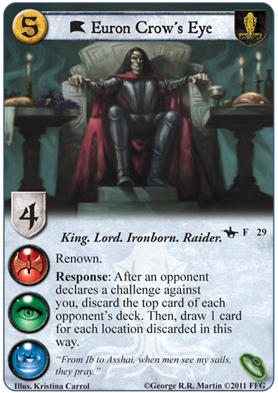 5
Euron Crow's Eye
4
King. Lord. Ironborn. Raider.
F 29
Renown.
Response: After an opponent
declares a challenge against
you, discard the top card of each
opponent's deck. Then, draw 1
card for each location discarded in this
way.
"From Ib to Asshai, when men see my sails,
they pray."
Illus. Kristina Carrol
©George R.R. Martin ©2011 FFG